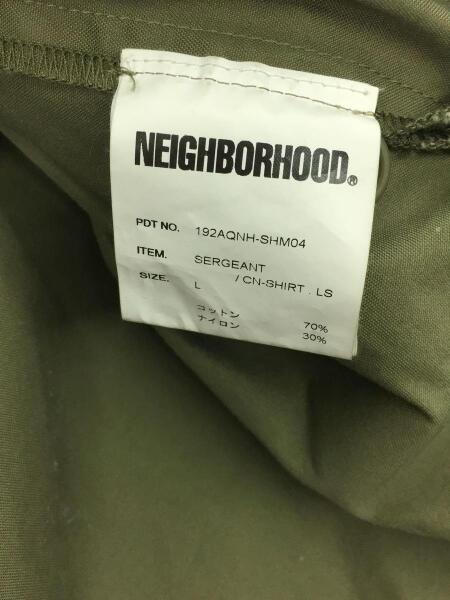 NEIGHBORHOOD®
PDT NO. 192AQNH-SHM04
ITEM. SERGEANT
/ CN-SHIRT . LS
SIZE. L
コットン 70%
ナイロン 30%